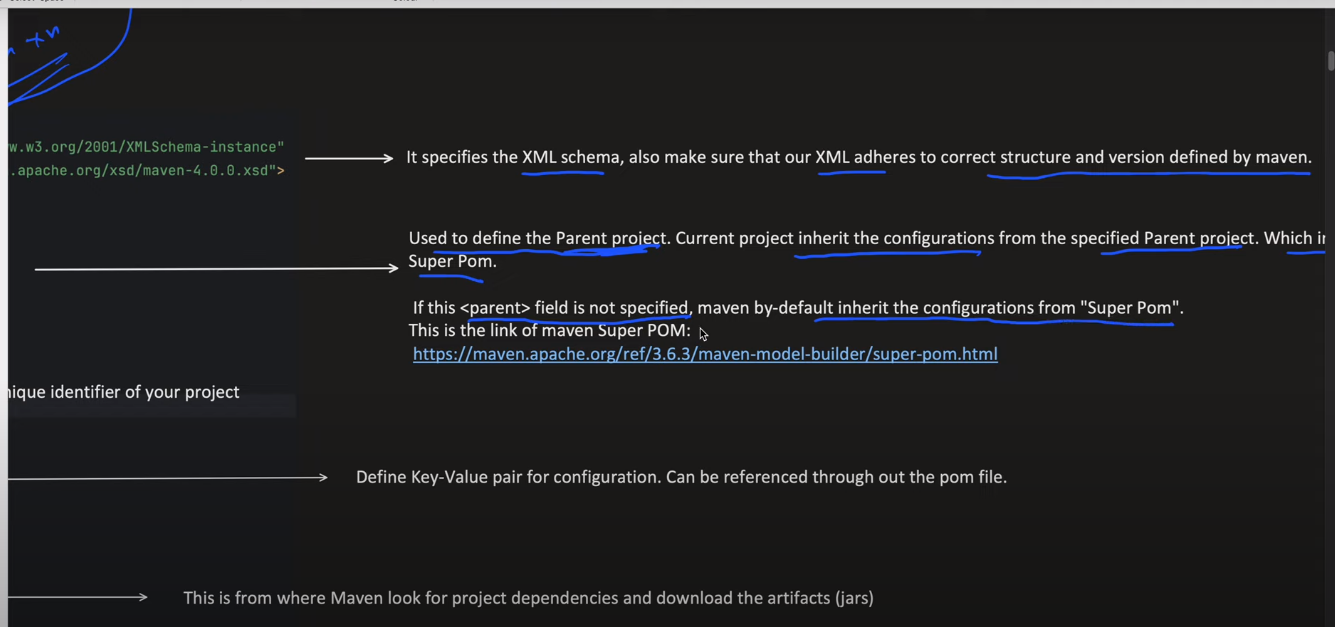 +n
w.w3.org/2001/XMLSchema-instance"
.apache.org/xsd/maven-4.0.0.xsd">
It specifies the XML schema, also make sure that our XML adheres to correct structure and version defined by maven.
Used to define the Parent project. Current project inherit the configurations from the specified Parent project. Which
Super Pom.
If this <parent> field is not specified, maven by-default inherit the configurations from "Super Pom".
This is the link of maven Super POM:
https://maven.apache.org/ref/3.6.3/maven-model-builder/super-pom.html
nique identifier of your project
Define Key-Value pair for configuration. Can be referenced through out the pom file.
This is from where Maven look for project dependencies and download the artifacts (jars)